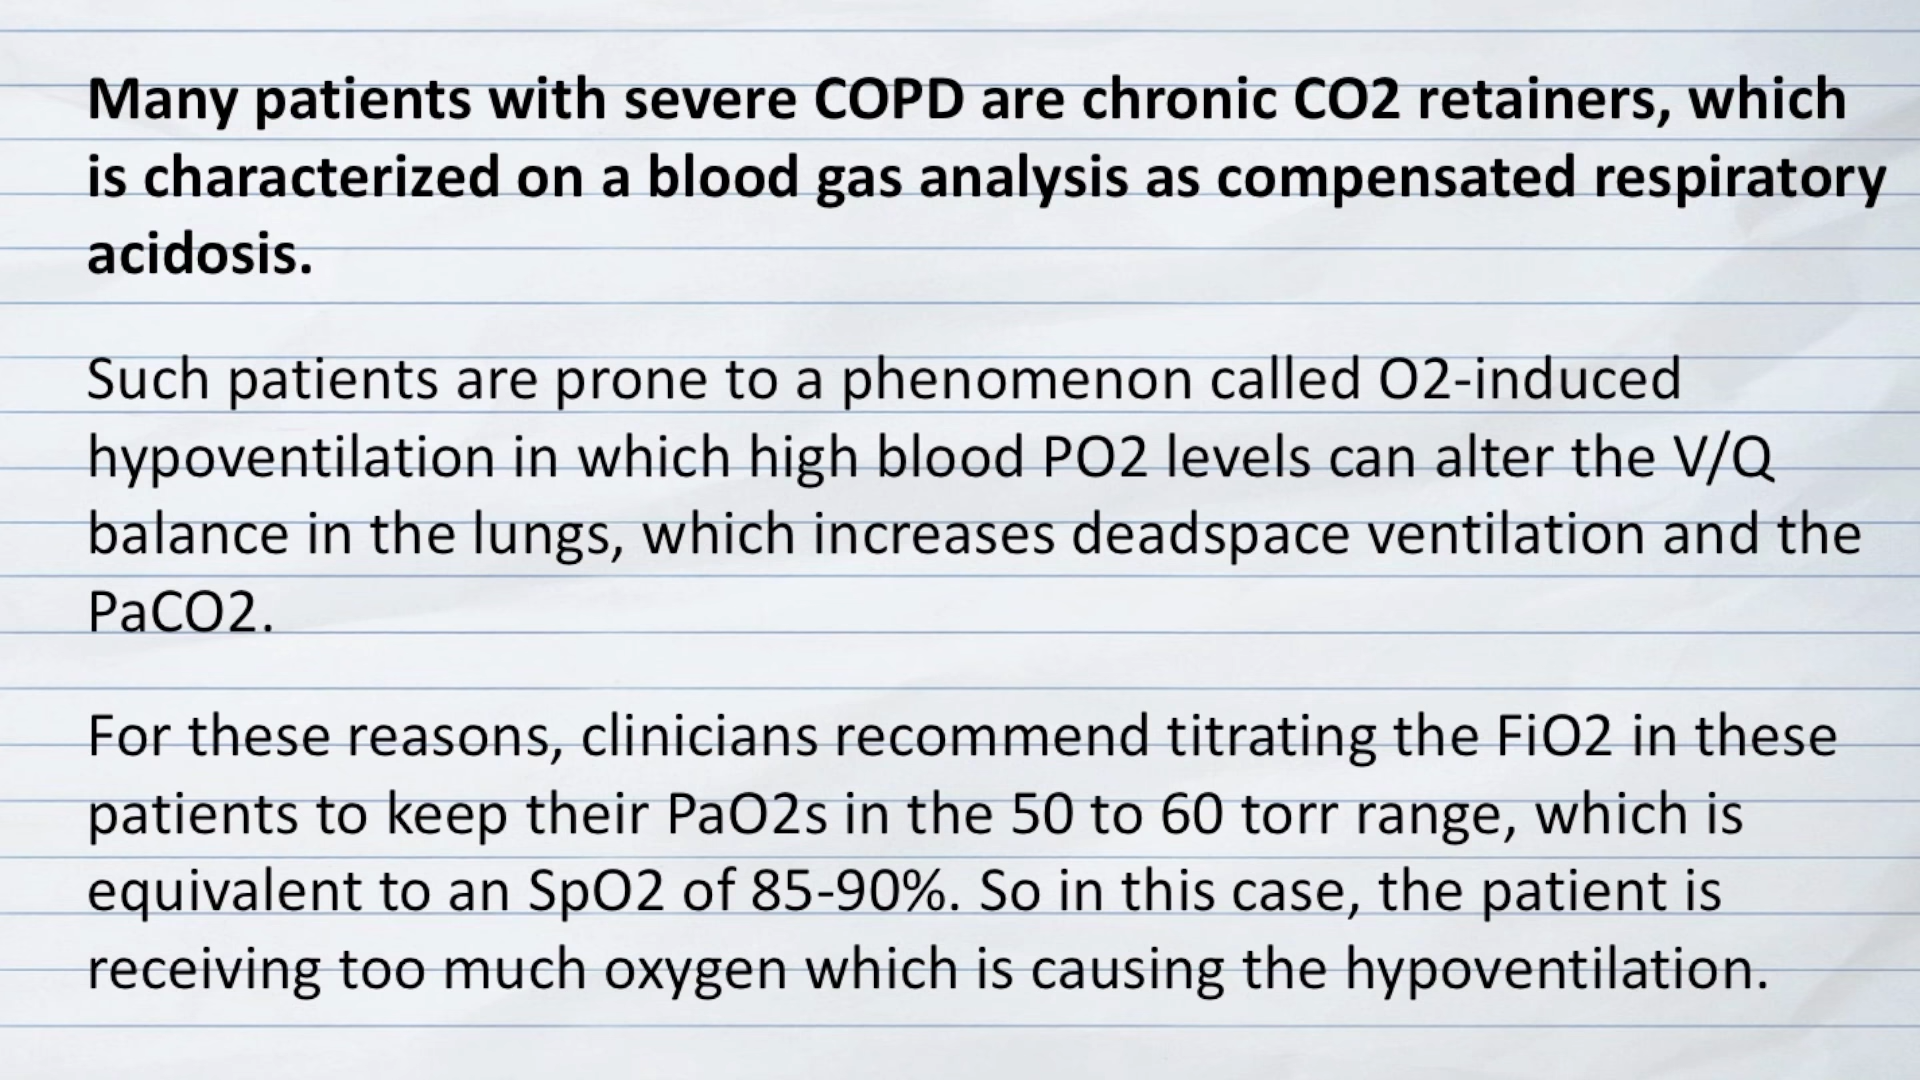 Many patients with severe COPD are chronic CO2 retainers, which
is characterized on a blood gas analysis as compensated respiratory
acidosis.
Such patients are prone to a phenomenon called O2-induced
hypoventilation in which high blood PO2 levels can alter the V/Q
balance in the lungs, which increases deadspace ventilation and the
PaCO2.
For these reasons, clinicians recommend titrating the FiO2 in these
patients to keep their PaO2s in the 50 to 60 torr range, which is
equivalent to an SpO2 of 85-90%. So in this case, the patient is
receiving too much oxygen which is causing the hypoventilation.